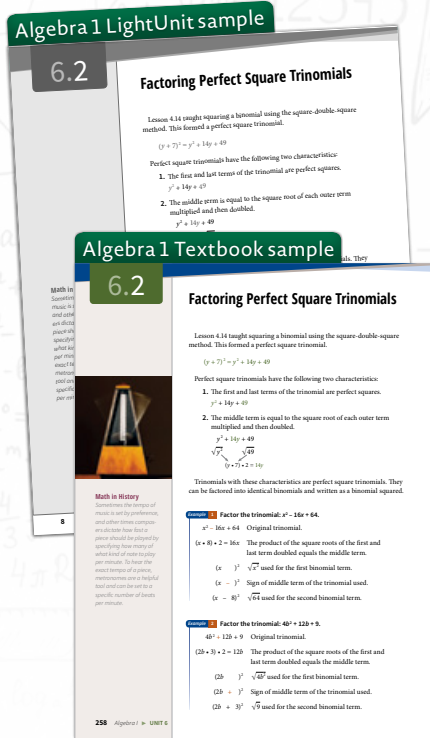 Algebra 1 LightUnit sample
6.2
Factoring Perfect Square Trinomials
Lesson 4.14 taught squaring a binomial using the square-double-square
method. This formed a perfect square trinomial.
(y + 7)² = y² + 14y + 49
Perfect square trinomials have the following two characteristics:
1. The first and last terms of the trinomial are perfect squares.
y² + 14y + 49
2. The middle term is equal to the square root of each outer term
multiplied and then doubled.
y² + 14y + 49
als. They
Math in
music is
8
Algebra 1 Textbook sample
6.2
Factoring Perfect Square Trinomials
Lesson 4.14 taught squaring a binomial using the square-double-square
method. This formed a perfect square trinomial.
(y + 7)² = y² + 14y + 49
Perfect square trinomials have the following two characteristics:
1. The first and last terms of the trinomial are perfect squares.
y² + 14y + 49
2. The middle term is equal to the square root of each outer term
multiplied and then doubled.
y² + 14y + 49
√y² √49
(y • 7) • 2 = 14y
Trinomials with these characteristics are perfect square trinomials. They
can be factored into identical binomials and written as a binomial squared.
Math in History
Sometimes the tempo of
music is set by preference,
and other times compos-
ers dictate how fast a
piece should be played by
specifying how many of
what kind of note to play
per minute. To have the
exact tempo of a piece,
metronomes are a helpful
tool and can be set to a
specific number of beats
per minute.
Example 1 Factor the trinomial: x² – 16x + 64.
x² – 16x + 64 Original trinomial.
(x • 8) • 2 = 16x The product of the square roots of the first and
last term doubled equals the middle term.
(x )² √x² used for the first binomial term.
(x – )² Sign of middle term of the trinomial used.
(x – 8)² √64 used for the second binomial term.
Example 2 Factor the trinomial: 4b² + 12b + 9.
4b² + 12b + 9 Original trinomial.
(2b • 3) • 2 = 12b The product of the square roots of the first and
last term doubled equals the middle term.
(2b )² √4b² used for the first binomial term.
(2b + )² Sign of middle term of the trinomial used.
(2b + 3)² √9 used for the second binomial term.
258 Algebra I ▶ UNIT 6